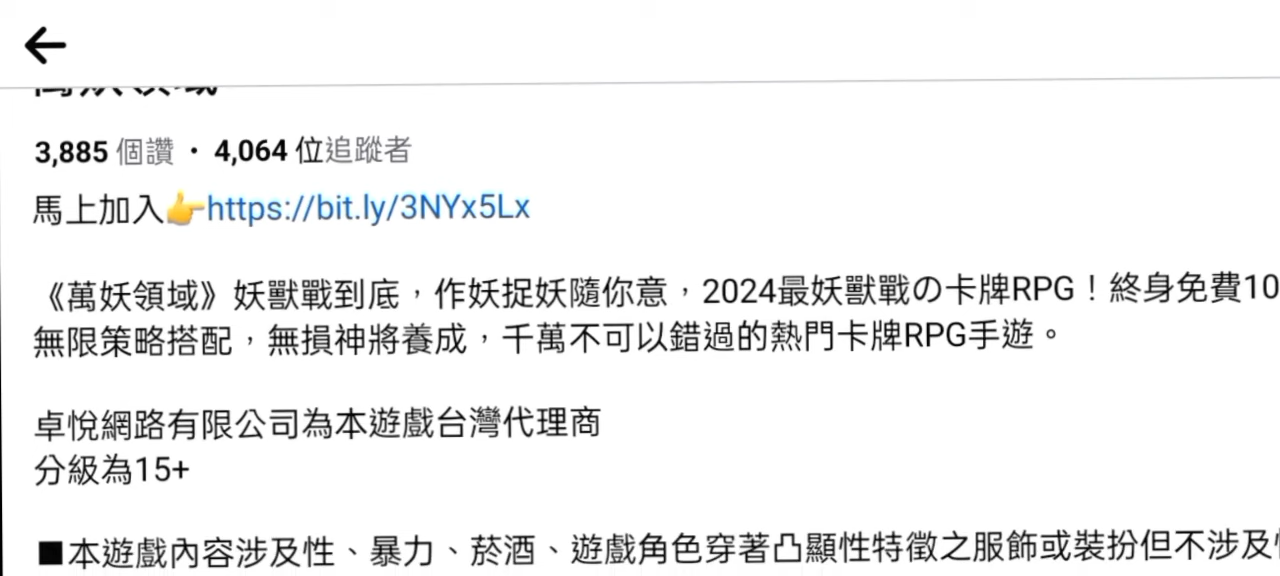 萬妖領域
3,885 個讚 · 4,064 位追蹤者
馬上加入👉https://bit.ly/3NYx5Lx
《萬妖領域》妖獸戰到底，作妖捉妖隨你意，2024最妖獸戰の卡牌RPG！終身免費10
無限策略搭配，無損神將養成，千萬不可以錯過的熱門卡牌RPG手遊。
卓悅網路有限公司為本遊戲台灣代理商
分級為15+
■本遊戲內容涉及性、暴力、菸酒、遊戲角色穿著凸顯性特徵之服飾或裝扮但不涉及